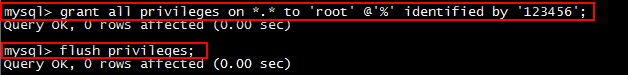 mysql> grant all privileges on *.* to 'root' @'%' identified by '123456';
Query OK, 0 rows affected (0.00 sec)
mysql> flush privileges;
Query OK, 0 rows affected (0.00 sec)